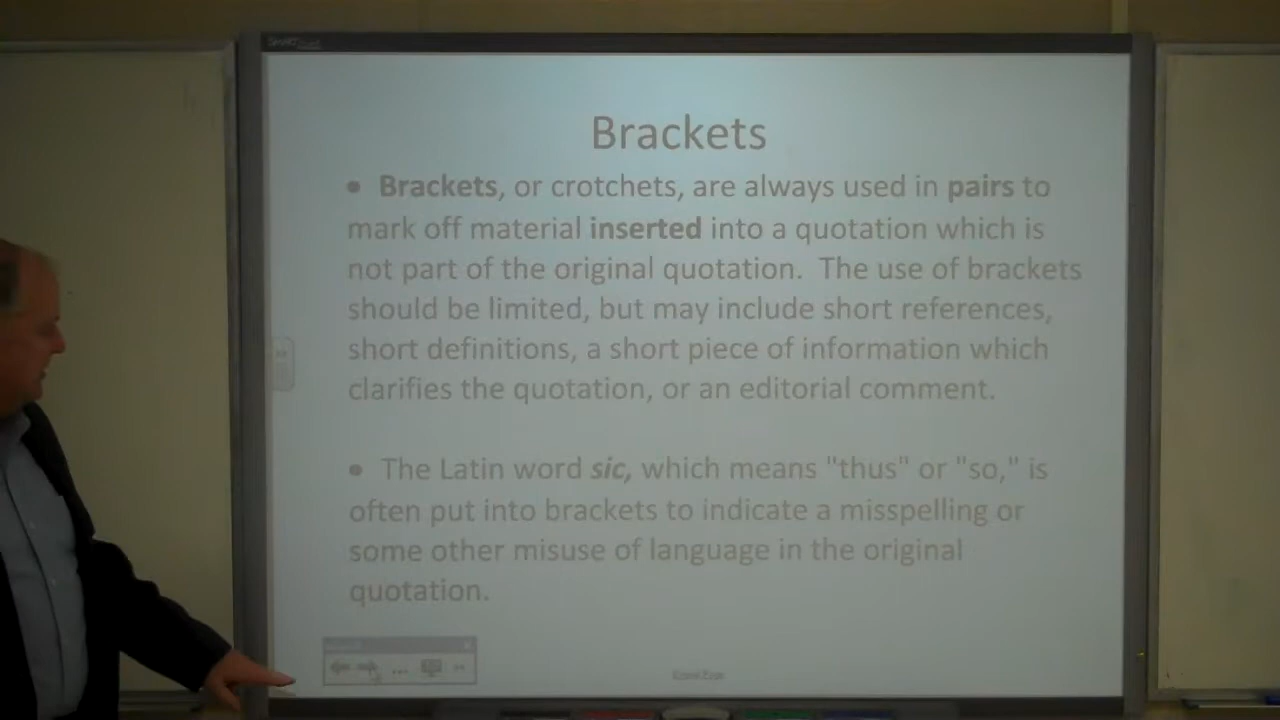 SMART
Brackets
• Brackets, or crotchets, are always used in pairs to
mark off material inserted into a quotation which is
not part of the original quotation. The use of brackets
should be limited, but may include short references,
short definitions, a short piece of information which
clarifies the quotation, or an editorial comment.
• The Latin word sic, which means "thus" or "so," is
often put into brackets to indicate a misspelling or
some other misuse of language in the original
quotation.